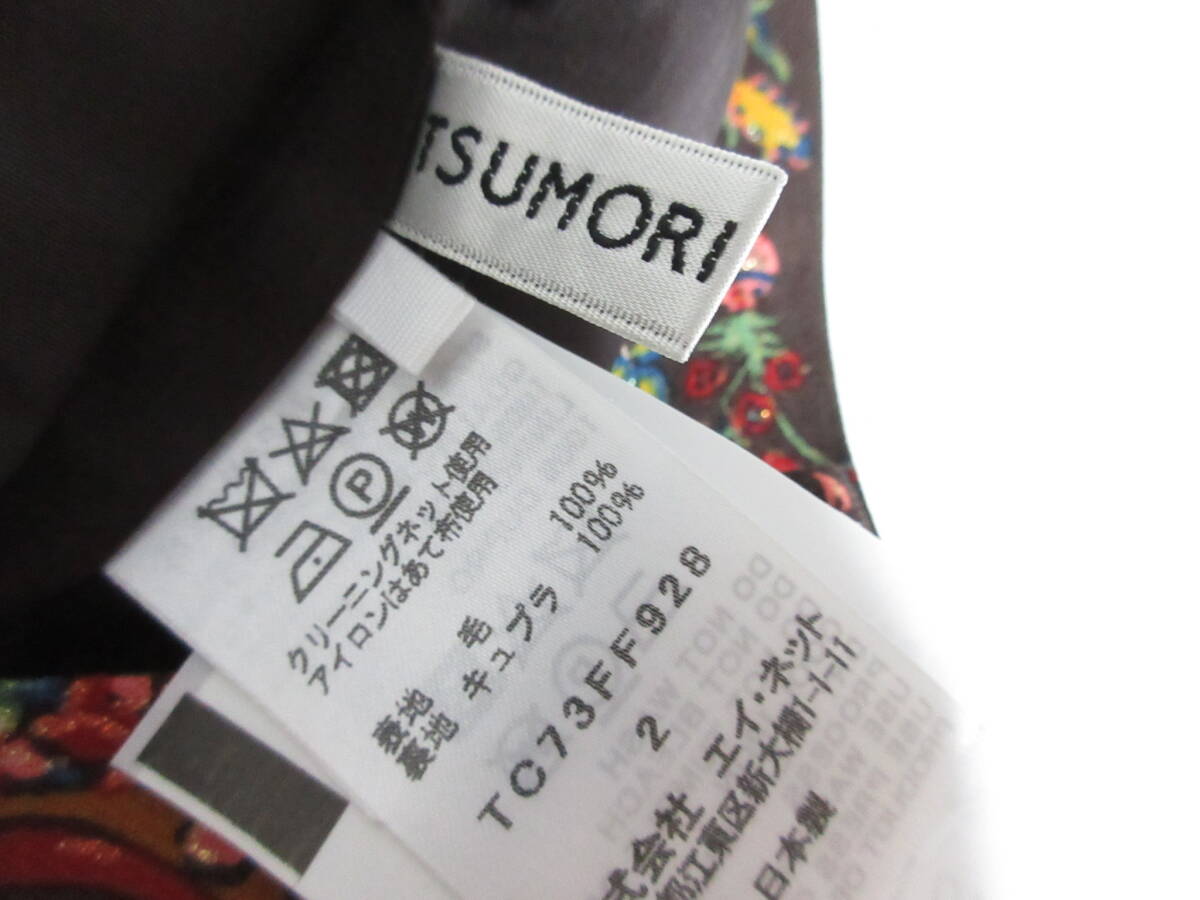 TSUMORI
P
クリーニングネット使用
アイロンはあて布使用
表地 毛 100%
裏地 キュプラ 100%
TC73FF928
2
式会社 エイ・ネット
都江東区新大橋1-1-11
日本製